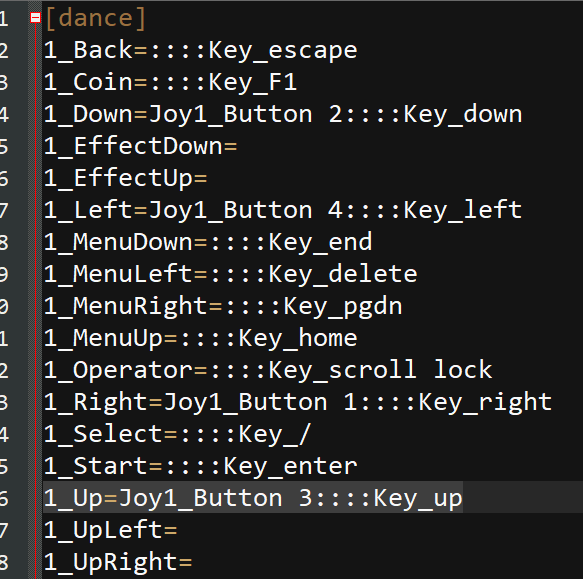 1 [dance]
2 1_Back=::::Key_escape
3 1_Coin=::::Key_F1
4 1_Down=Joy1_Button 2::::Key_down
5 1_EffectDown=
6 1_EffectUp=
7 1_Left=Joy1_Button 4::::Key_left
8 1_MenuDown=::::Key_end
9 1_MenuLeft=::::Key_delete
0 1_MenuRight=::::Key_pgdn
1 1_MenuUp=::::Key_home
2 1_Operator=::::Key_scroll lock
3 1_Right=Joy1_Button 1::::Key_right
4 1_Select=::::Key_/
5 1_Start=::::Key_enter
6 1_Up=Joy1_Button 3::::Key_up
7 1_UpLeft=
8 1_UpRight=